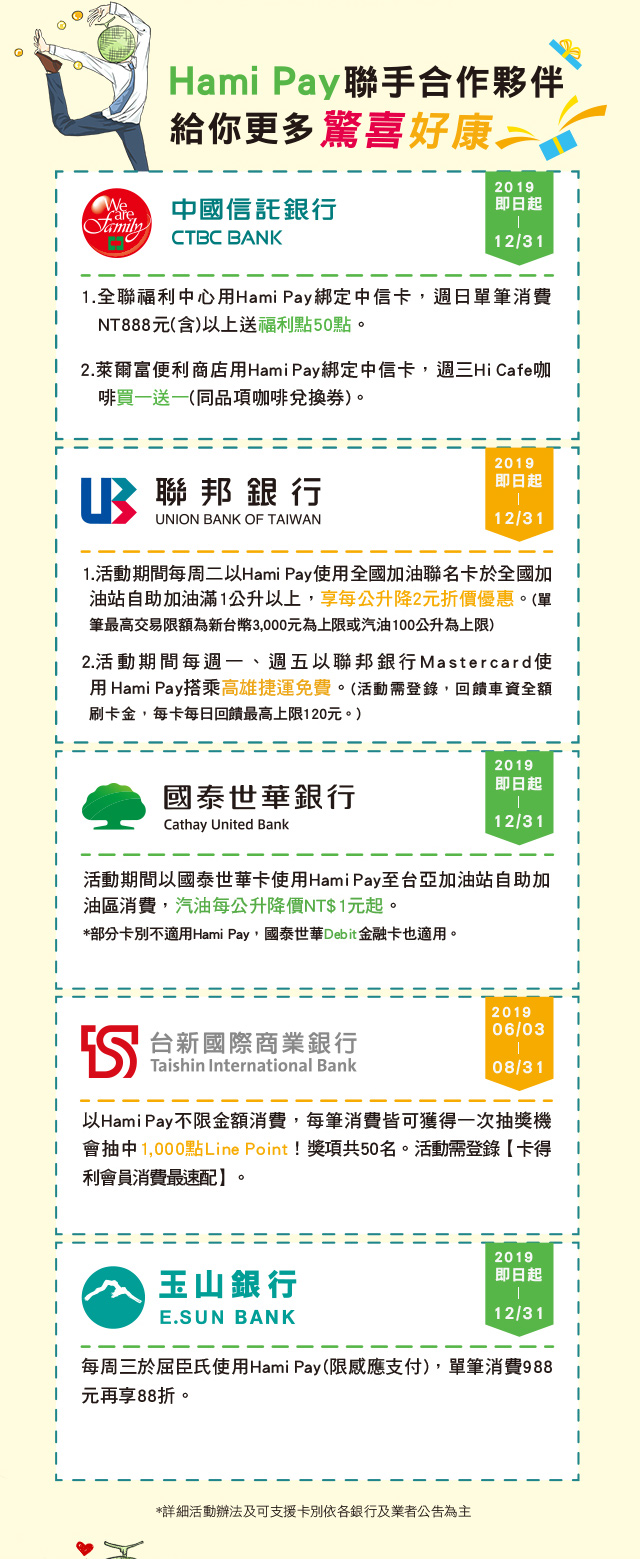 Hami Pay聯手合作夥伴
給你更多驚喜好康
We are Family
中國信託銀行
CTBC BANK
2019
即日起
|
12/31
1.全聯福利中心用Hami Pay綁定中信卡，週日單筆消費
NT888元(含)以上送福利點50點。
2.萊爾富便利商店用Hami Pay綁定中信卡，週三Hi Cafe咖
啡買一送一(同品項咖啡兌換券)。
聯邦銀行
UNION BANK OF TAIWAN
2019
即日起
|
12/31
1.活動期間每周二以Hami Pay使用全國加油聯名卡於全國加
油站自助加油滿1公升以上，享每公升降2元折價優惠。(單
筆最高交易限額為新台幣3,000元為上限或汽油100公升為上限)
2.活動期間每週一、週五以聯邦銀行Mastercard使
用Hami Pay搭乘高雄捷運免費。(活動需登錄，回饋車資全額
刷卡金，每卡每日回饋最高上限120元。)
國泰世華銀行
Cathay United Bank
2019
即日起
|
12/31
活動期間以國泰世華卡使用Hami Pay至台亞加油站自助加
油區消費，汽油每公升降價NT$1元起。
*部分卡別不適用Hami Pay，國泰世華Debit金融卡也適用。
台新國際商業銀行
Taishin International Bank
2019
06/03
|
08/31
以Hami Pay不限金額消費，每筆消費皆可獲得一次抽獎機
會抽中1,000點Line Point！獎項共50名。活動需登錄【卡得
利會員消費最速配】。
玉山銀行
E.SUN BANK
2019
即日起
|
12/31
每周三於屈臣氏使用Hami Pay(限感應支付)，單筆消費988
元再享88折。
*詳細活動辦法及可支援卡別依各銀行及業者公告為主